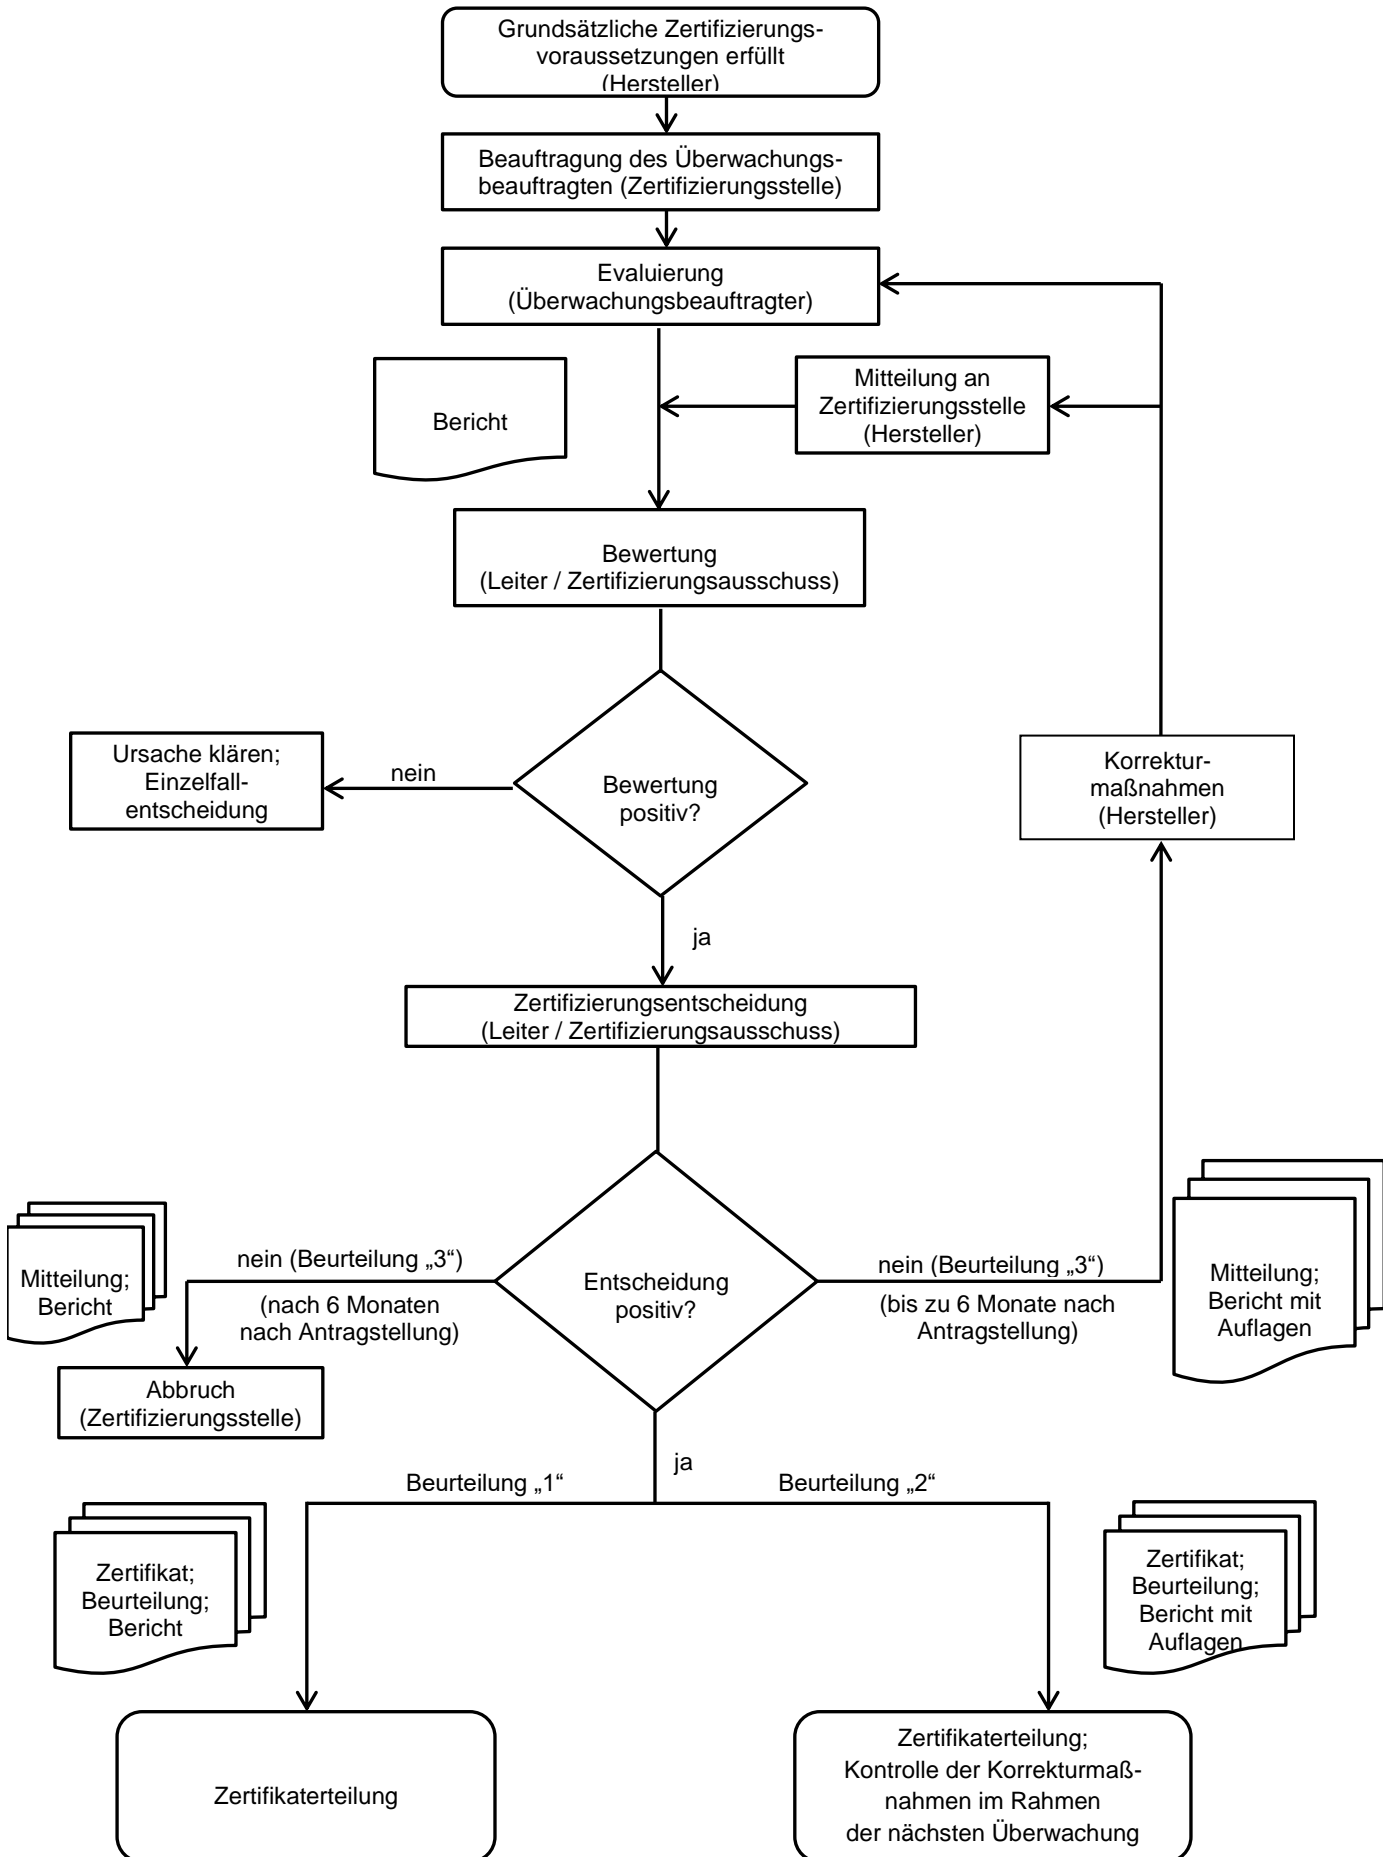 Grundsätzliche Zertifizierungs-
voraussetzungen erfüllt
(Hersteller)
Beauftragung des Überwachungs-
beauftragten (Zertifizierungsstelle)
Evaluierung
(Überwachungsbeauftragter)
Bericht
Mitteilung an
Zertifizierungsstelle
(Hersteller)
Bewertung
(Leiter / Zertifizierungsausschuss)
Ursache klären;
Einzelfall-
entscheidung
nein
Bewertung
positiv?
Korrektur-
maßnahmen
(Hersteller)
ja
Zertifizierungsentscheidung
(Leiter / Zertifizierungsausschuss)
Mitteilung;
Bericht
nein (Beurteilung „3“)
(nach 6 Monaten
nach Antragstellung)
Entscheidung
positiv?
nein (Beurteilung „3“)
(bis zu 6 Monate nach
Antragstellung)
Mitteilung;
Bericht mit
Auflagen
Abbruch
(Zertifizierungsstelle)
ja
Beurteilung „1“
Beurteilung „2“
Zertifikat;
Beurteilung;
Bericht
Zertifikat;
Beurteilung;
Bericht mit
Auflagen
Zertifikaterteilung
Zertifikaterteilung;
Kontrolle der Korrekturmaß-
nahmen im Rahmen
der nächsten Überwachung